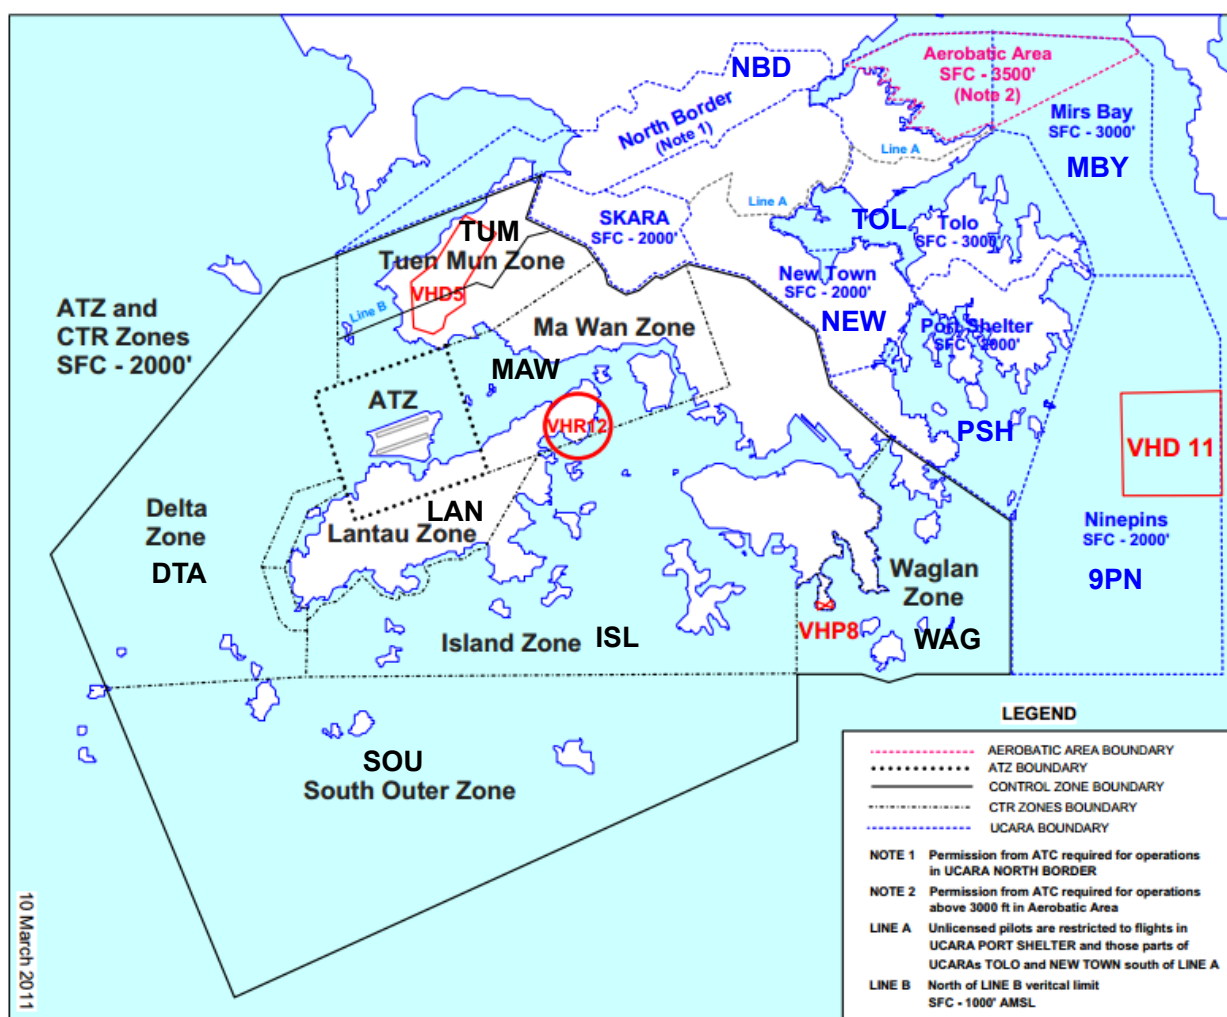 NBD
Aerobatic Area
SFC - 3500'
(Note 2)
North Border
(Note 1)
Mirs Bay
SFC - 3000'
MBY
Line A
Line A
SKARA
SFC - 2000'
TOL
Tolo
SFC - 3000'
TUM
Tuen Mun Zone
VHD5
Line B
New Town
SFC - 2000'
NEW
Port Shelter
SFC - 2000'
ATZ and
CTR Zones
SFC - 2000'
Ma Wan Zone
MAW
ATZ
VHR12
PSH
VHD 11
Delta
Zone
DTA
LAN
Lantau Zone
Ninepins
SFC - 2000'
9PN
Waglan
Zone
WAG
VHP8
Island Zone
ISL
SOU
South Outer Zone
10 March 2011
LEGEND
AEROBATIC AREA BOUNDARY
ATZ BOUNDARY
CONTROL ZONE BOUNDARY
CTR ZONES BOUNDARY
UCARA BOUNDARY
NOTE 1 Permission from ATC required for operations
in UCARA NORTH BORDER
NOTE 2 Permission from ATC required for operations
above 3000 ft in Aerobatic Area
LINE A Unlicensed pilots are restricted to flights in
UCARA PORT SHELTER and those parts of
UCARAs TOLO and NEW TOWN south of LINE A
LINE B North of LINE B veritcal limit
SFC - 1000' AMSL